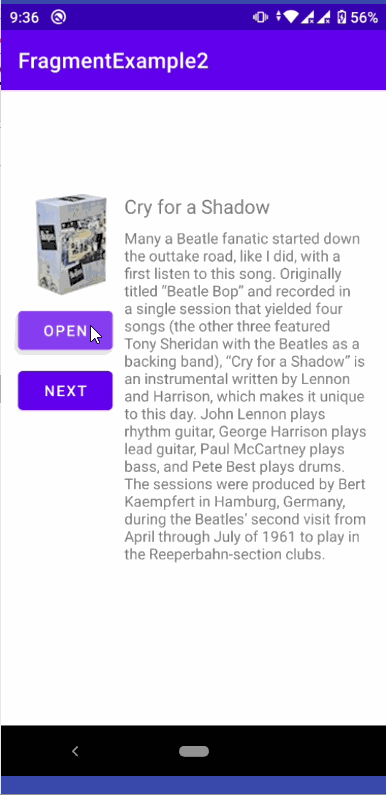 9:36
56%
FragmentExample2
Cry for a Shadow
Many a Beatle fanatic started down
the outtake road, like I did, with a
first listen to this song. Originally
titled “Beatle Bop” and recorded in
a single session that yielded four
songs (the other three featured
Tony Sheridan with the Beatles as a
backing band), “Cry for a Shadow” is
an instrumental written by Lennon
and Harrison, which makes it unique
to this day. John Lennon plays
rhythm guitar, George Harrison plays
lead guitar, Paul McCartney plays
bass, and Pete Best plays drums.
The sessions were produced by Bert
Kaempfert in Hamburg, Germany,
during the Beatles' second visit from
April through July of 1961 to play in
the Reeperbahn-section clubs.
OPEN
NEXT